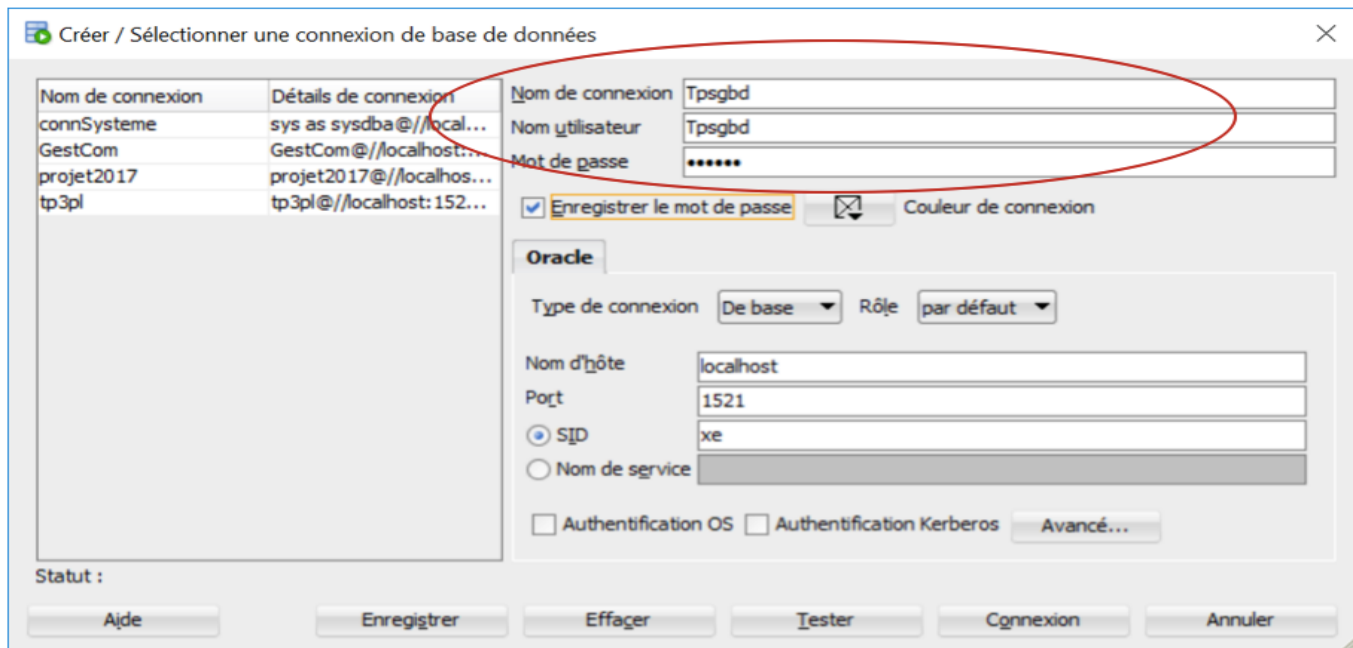 Créer / Sélectionner une connexion de base de données
Nom de connexion Détails de connexion
connSysteme sys as sysdba@//local...
GestCom GestCom@//localhost:...
projet2017 projet2017@//localhos...
tp3pl tp3pl@//localhost:152...
Nom de connexion Tpsgbd
Nom utilisateur Tpsgbd
Mot de passe ••••••
Enregistrer le mot de passe Couleur de connexion
Oracle
Type de connexion De base Rôle par défaut
Nom d'hôte localhost
Port 1521
SID xe
Nom de service
Authentification OS Authentification Kerberos Avancé...
Statut :
Aide Enregistrer Effacer Tester Connexion Annuler